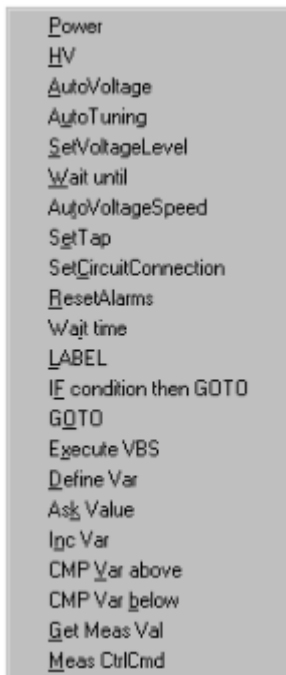 Power
HV
AutoVoltage
AutoTuning
SetVoltageLevel
Wait until
AutoVoltageSpeed
SetTap
SetCircuitConnection
ResetAlarms
Wait time
LABEL
IF condition then GOTO
GOTO
Execute VBS
Define Var
Ask Value
Inc Var
CMP Var above
CMP Var below
Get Meas Val
Meas CtrlCmd